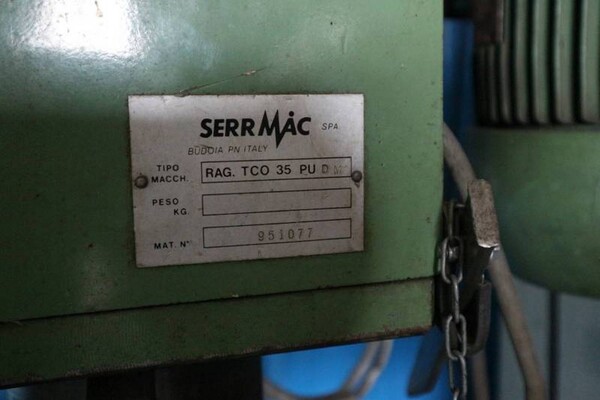 SERRMAC SPA.
BUDOIA PN ITALY
TIPO MACCH. RAG. TCO 35 PU D
PESO KG.
MAT. N° 951077